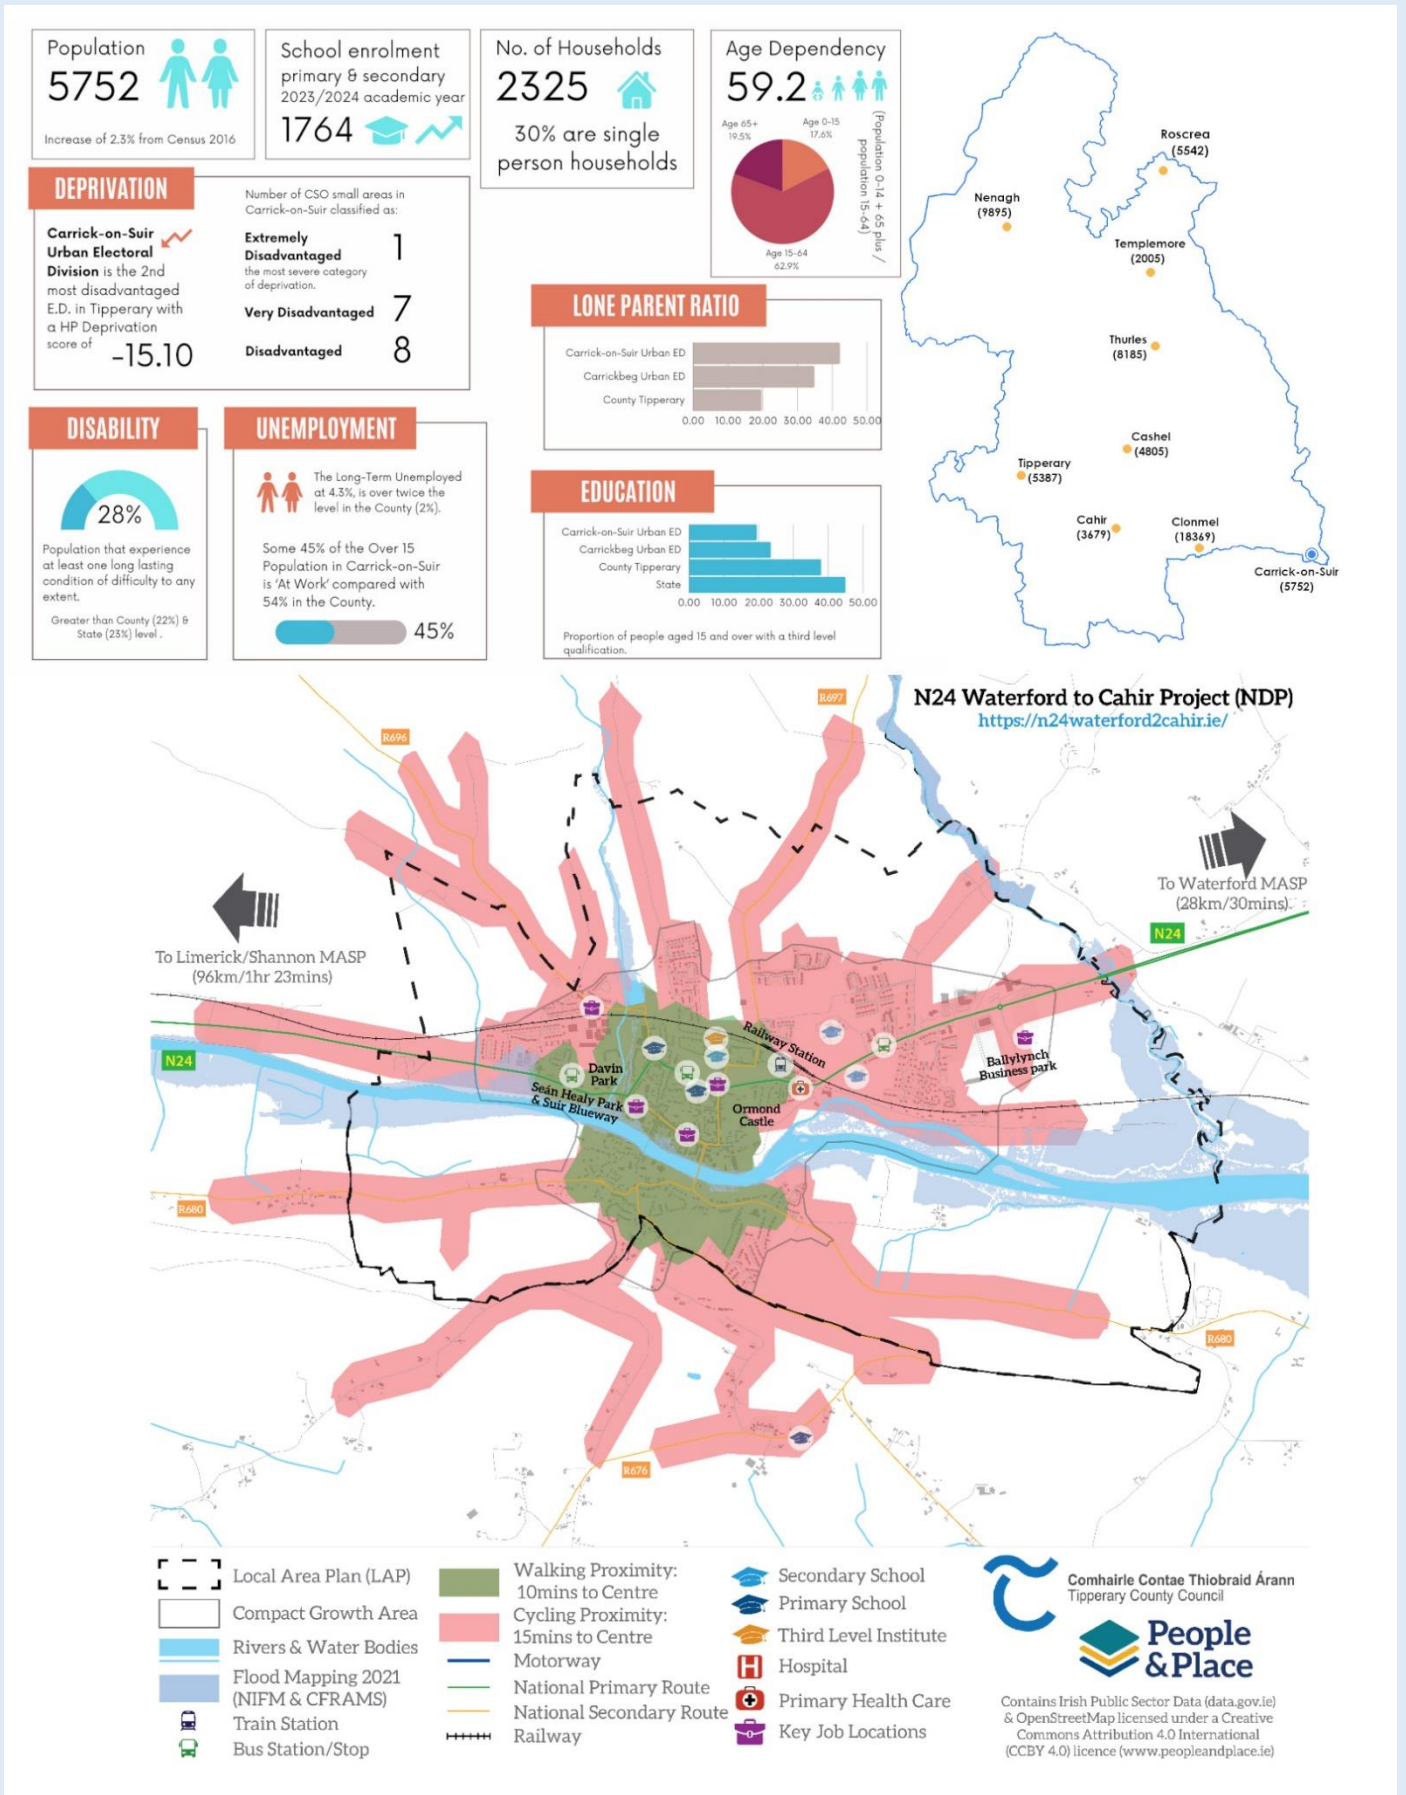 Population
5752
Increase of 2.3% from Census 2016
School enrolment
primary & secondary
2023/2024 academic year
1764
No. of Households
2325
30% are single
person households
Age Dependency
59.2
Age 65+
19.5%
Age 0-15
17.6%
Age 15-64
62.9%
(Population 0-14 + 65 plus /
population 15-64)
DEPRIVATION
Carrick-on-Suir
Urban Electoral
Division is the 2nd
most disadvantaged
E.D. in Tipperary with
a HP Deprivation
score of
-15.10
Number of CSO small areas in
Carrick-on-Suir classified as:
Extremely
Disadvantaged
the most severe category
of deprivation.
1
Very Disadvantaged
7
Disadvantaged
8
LONE PARENT RATIO
Carrick-on-Suir Urban ED
Carrickbeg Urban ED
County Tipperary
0.00 10.00 20.00 30.00 40.00 50.00
DISABILITY
28%
Population that experience
at least one long lasting
condition of difficulty to any
extent.
Greater than County (22%) &
State (23%) level .
UNEMPLOYMENT
The Long-Term Unemployed
at 4.3%, is over twice the
level in the County (2%).
Some 45% of the Over 15
Population in Carrick-on-Suir
is 'At Work' compared with
54% in the County.
45%
EDUCATION
Carrick-on-Suir Urban ED
Carrickbeg Urban ED
County Tipperary
State
0.00 10.00 20.00 30.00 40.00 50.00
Proportion of people aged 15 and over with a third level
qualification.
Roscrea
(5542)
Nenagh
(9895)
Templemore
(2005)
Thurles
(8185)
Cashel
(4805)
Tipperary
(5387)
Cahir
(3679)
Clonmel
(18369)
Carrick-on-Suir
(5752)
N24 Waterford to Cahir Project (NDP)
https://n24waterford2cahir.ie/
R697
R696
To Waterford MASP
(28km/30mins)
N24
To Limerick/Shannon MASP
(96km/1hr 23mins)
N24
Railway Station
Ballylynch
Business park
Davin
Park
Seán Healy Park
& Suir Blueway
Ormond
Castle
R680
R680
R676
Local Area Plan (LAP)
Compact Growth Area
Rivers & Water Bodies
Flood Mapping 2021
(NIFM & CFRAMS)
Train Station
Bus Station/Stop
Walking Proximity:
10mins to Centre
Cycling Proximity:
15mins to Centre
Motorway
National Primary Route
National Secondary Route
Railway
Secondary School
Primary School
Third Level Institute
H
Hospital
Primary Health Care
Key Job Locations
Comhairle Contae Thiobraid Árann
Tipperary County Council
People
& Place
Contains Irish Public Sector Data (data.gov.ie)
& OpenStreetMap licensed under a Creative
Commons Attribution 4.0 International
(CCBY 4.0) licence (www.peopleandplace.ie)